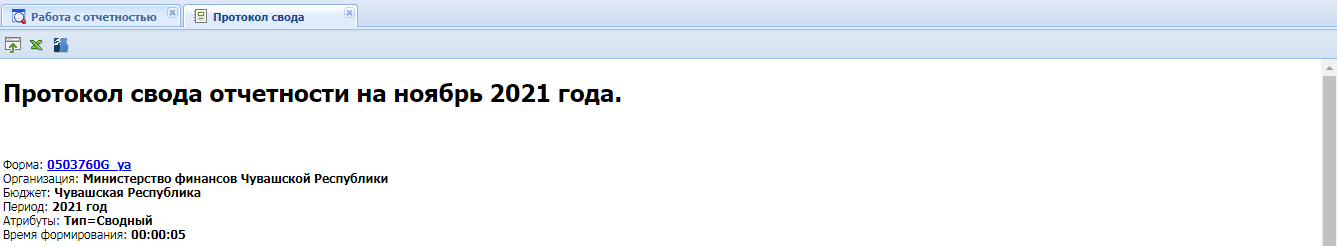 Работа с отчетностью
Протокол свода
Протокол свода отчетности на ноябрь 2021 года.
Форма: 0503760G_ya
Организация: Министерство финансов Чувашской Республики
Бюджет: Чувашская Республика
Период: 2021 год
Атрибуты: Тип=Сводный
Время формирования: 00:00:05